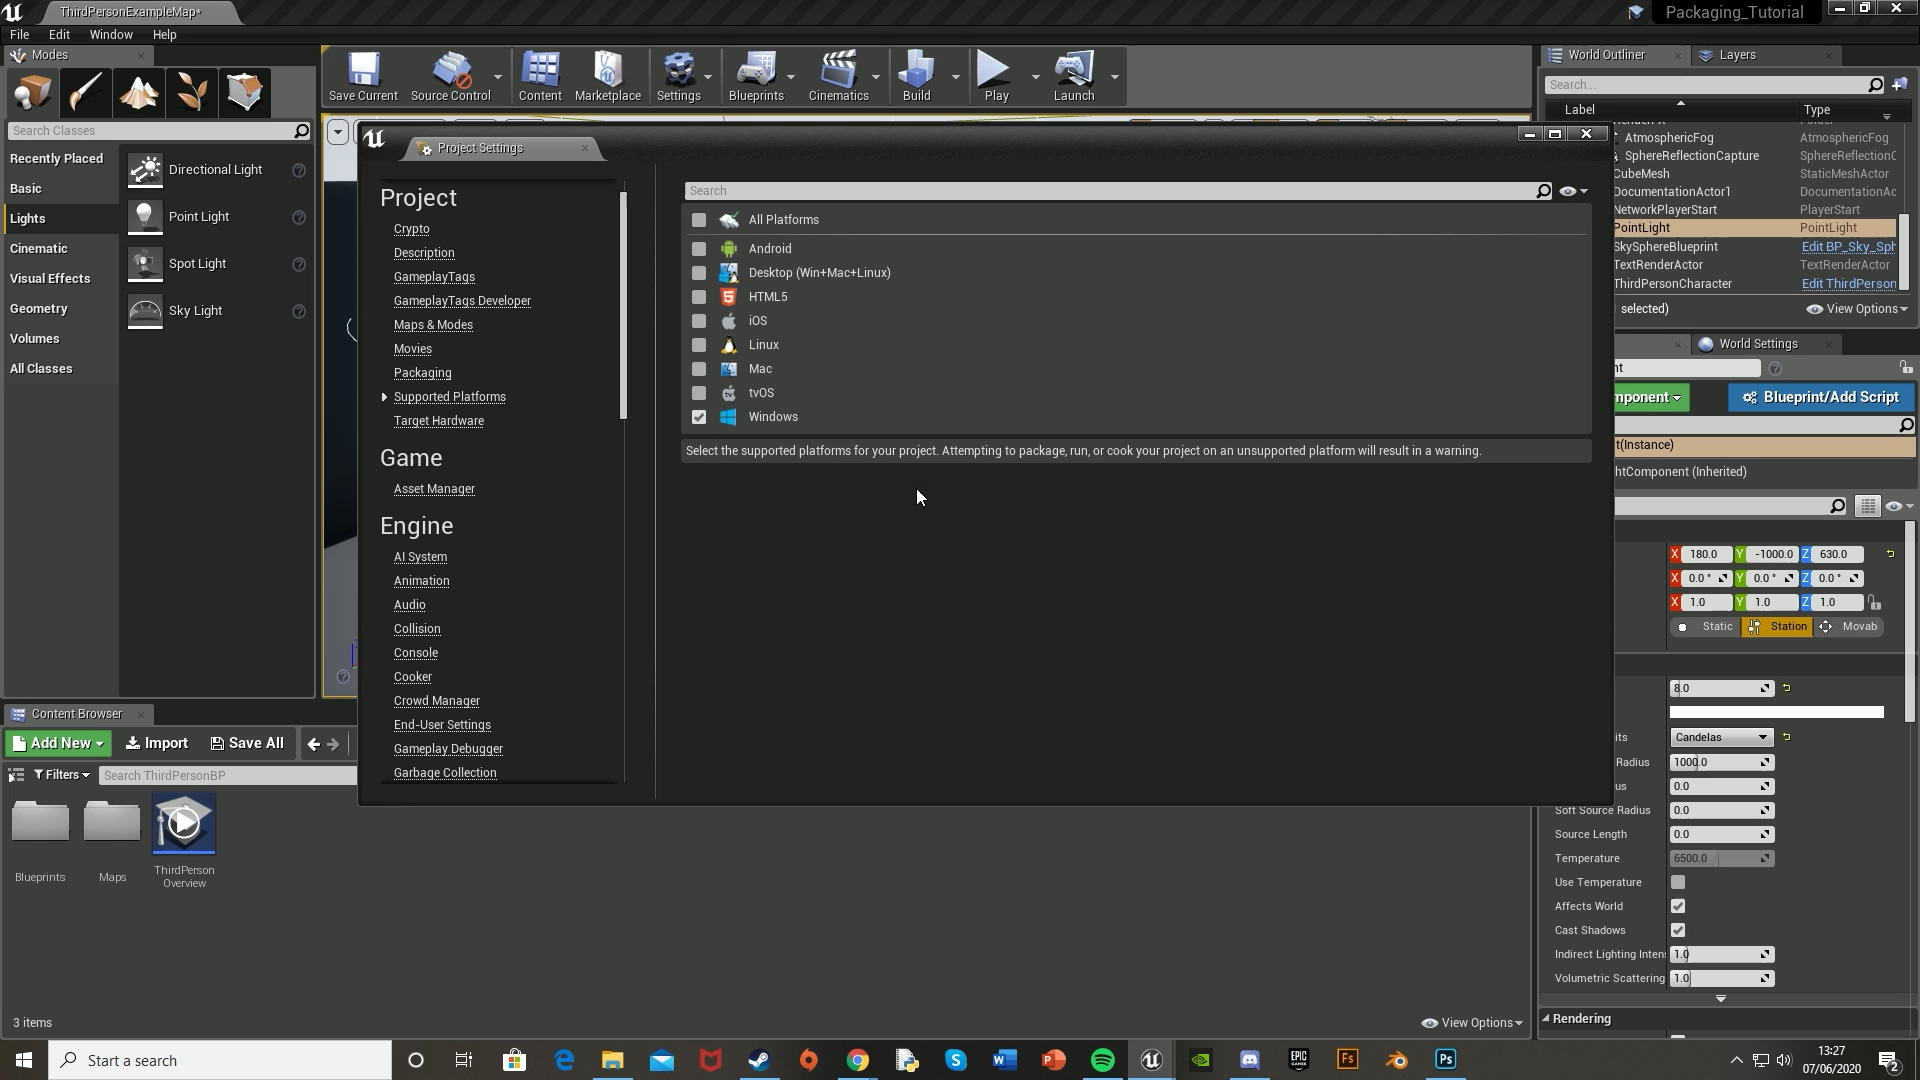 ThirdPersonExampleMap*
Packaging_Tutorial
File Edit Window Help
Modes
Search Classes
Recently Placed
Basic
Lights
Cinematic
Visual Effects
Geometry
Volumes
All Classes
Directional Light
Point Light
Spot Light
Sky Light
Save Current
Source Control
Content
Marketplace
Settings
Blueprints
Cinematics
Build
Play
Launch
Project Settings
Project
Crypto
Description
GameplayTags
GameplayTags Developer
Maps & Modes
Movies
Packaging
Supported Platforms
Target Hardware
Game
Asset Manager
Engine
AI System
Animation
Audio
Collision
Console
Cooker
Crowd Manager
End-User Settings
Gameplay Debugger
Garbage Collection
Search
All Platforms
Android
Desktop (Win+Mac+Linux)
HTML5
iOS
Linux
Mac
tvOS
Windows
Select the supported platforms for your project. Attempting to package, run, or cook your project on an unsupported platform will result in a warning.
World Outliner
Layers
Search...
Label Type
AtmosphericFog AtmosphericFog
SphereReflectionCapture SphereReflectionC
CubeMesh StaticMeshActor
DocumentationActor1 DocumentationAc
NetworkPlayerStart PlayerStart
PointLight PointLight
SkySphereBlueprint Edit BP_Sky_Sph
TextRenderActor TextRenderActor
ThirdPersonCharacter Edit ThirdPerson
selected) View Options
World Settings
nt
mponent
Blueprint/Add Script
t(Instance)
htComponent (Inherited)
X 180.0 Y -1000.0 Z 630.0
X 0.0 ° Y 0.0 ° Z 0.0 °
X 1.0 Y 1.0 Z 1.0
Static Station Movab
8.0
its Candelas
Radius 1000.0
us 0.0
Soft Source Radius 0.0
Source Length 0.0
Temperature 6500.0
Use Temperature
Affects World
Cast Shadows
Indirect Lighting Inten 1.0
Volumetric Scattering 1.0
Rendering
Content Browser
Add New Import Save All
Filters Search ThirdPersonBP
Blueprints
Maps
ThirdPerson
Overview
3 items
View Options
Start a search
13:27
07/06/2020
2